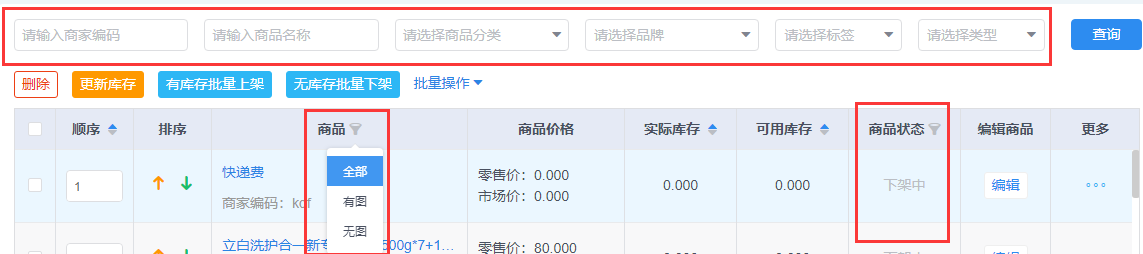 请输入商家编码 请输入商品名称 请选择商品分类 请选择品牌 请选择标签 请选择类型 查询
删除 更新库存 有库存批量上架 无库存批量下架 批量操作
顺序 排序 商品 商品价格 实际库存 可用库存 商品状态 编辑商品 更多
快递费
1
商家编码：kdf
全部
有图
无图
零售价：0.000
市场价：0.000
0.000 0.000 下架中 编辑
立白洗护合一新 500g*7+1... 零售价：80.000